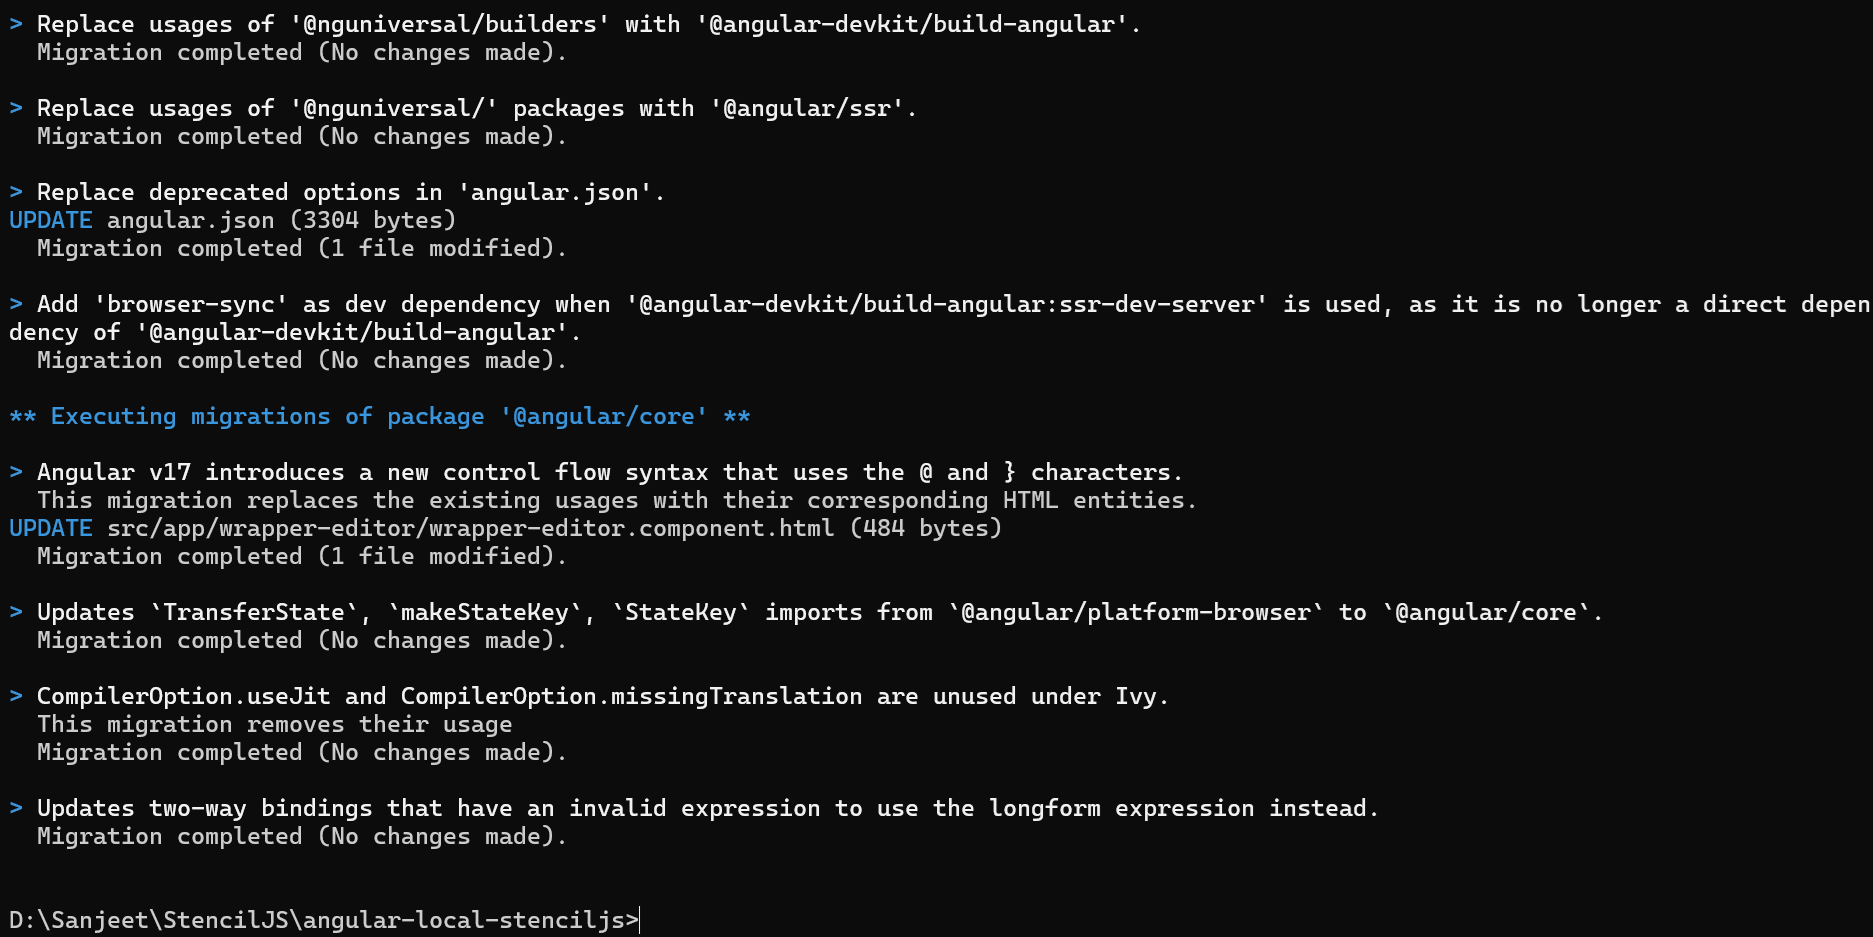 > Replace usages of '@nguniversal/builders' with '@angular-devkit/build-angular'.
  Migration completed (No changes made).

> Replace usages of '@nguniversal/' packages with '@angular/ssr'.
  Migration completed (No changes made).

> Replace deprecated options in 'angular.json'.
UPDATE angular.json (3304 bytes)
  Migration completed (1 file modified).

> Add 'browser-sync' as dev dependency when '@angular-devkit/build-angular:ssr-dev-server' is used, as it is no longer a direct depen
dency of '@angular-devkit/build-angular'.
  Migration completed (No changes made).

** Executing migrations of package '@angular/core' **

> Angular v17 introduces a new control flow syntax that uses the @ and } characters.
  This migration replaces the existing usages with their corresponding HTML entities.
UPDATE src/app/wrapper-editor/wrapper-editor.component.html (484 bytes)
  Migration completed (1 file modified).

> Updates `TransferState`, `makeStateKey`, `StateKey` imports from `@angular/platform-browser` to `@angular/core`.
  Migration completed (No changes made).

> CompilerOption.useJit and CompilerOption.missingTranslation are unused under Ivy.
  This migration removes their usage
  Migration completed (No changes made).

> Updates two-way bindings that have an invalid expression to use the longform expression instead.
  Migration completed (No changes made).


D:\Sanjeet\StencilJS\angular-local-stenciljs>